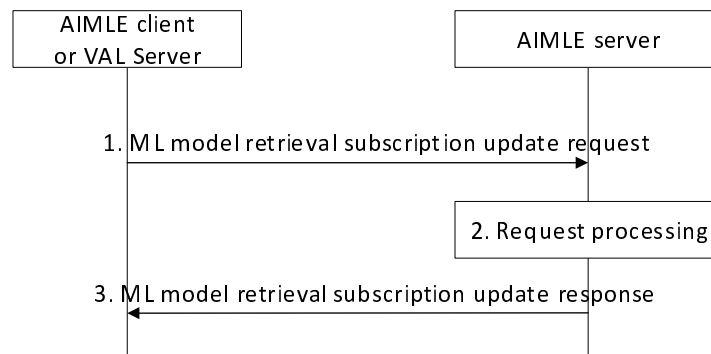 AIMLE client
or VAL Server
AIMLE server
1. ML model retrieval subscription update request
2. Request processing
3. ML model retrieval subscription update response